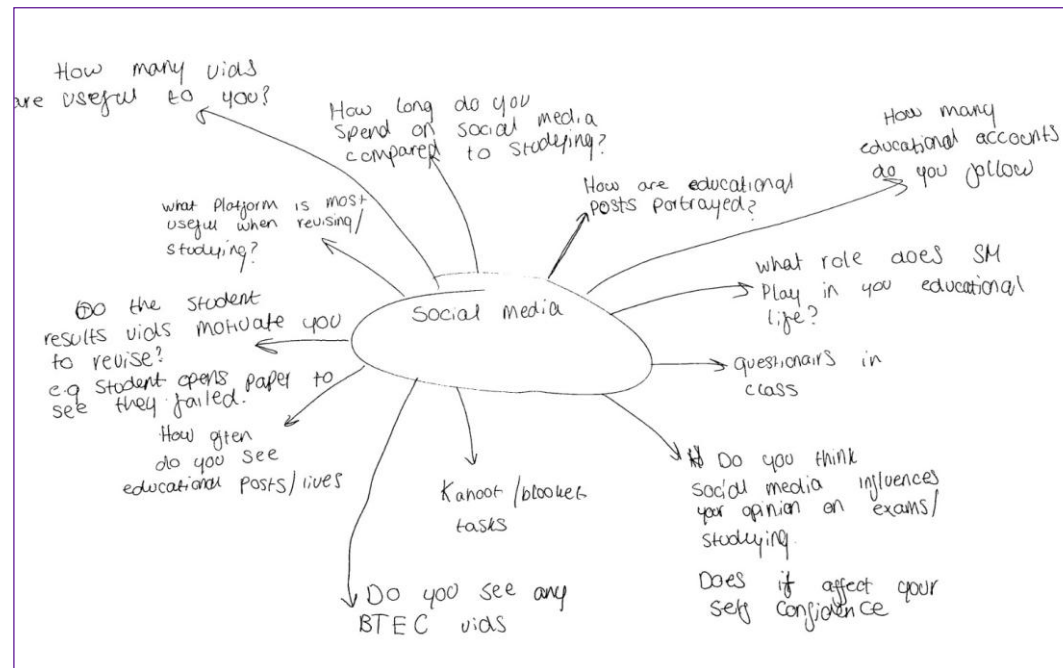 How many vids
are useful to you?
How long do you
spend on social media
compared to studying?
How many
educational accounts
do you follow
How are educational
posts portrayed?
what Platform is most
useful when revising/
studying?
what role does SM
Play in you educational
life?
Social media
Do the student
results vids motivate you
to revise?
e.g student opens paper to
see they failed.
questionairs in
class
How often
do you see
educational posts/lives
Kahoot/blooket
tasks
Do you think
social media influences
your opinion on exams/
studying.
Does it affect your
self confidence
Do you see any
BTEC vids